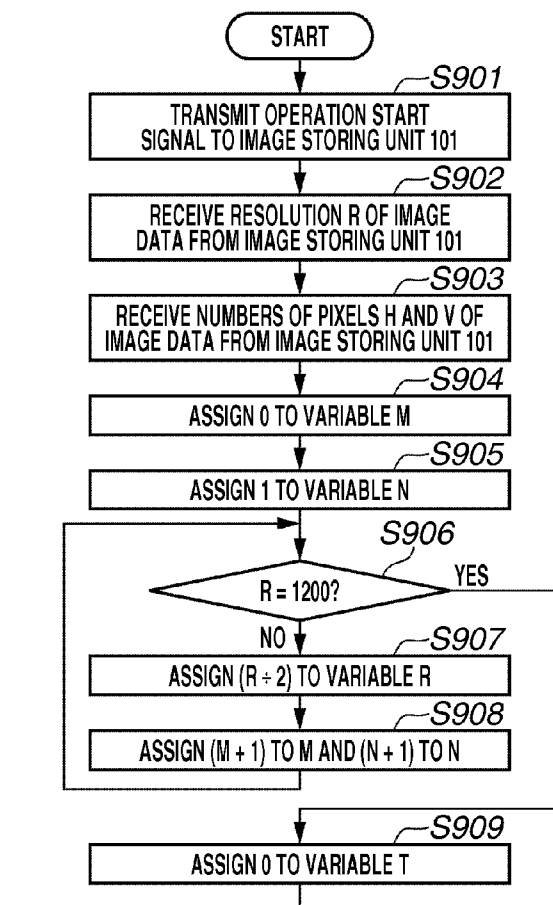 START
S901
TRANSMIT OPERATION START
SIGNAL TO IMAGE STORING UNIT 101
S902
RECEIVE RESOLUTION R OF IMAGE
DATA FROM IMAGE STORING UNIT 101
S903
RECEIVE NUMBERS OF PIXELS H AND V OF
IMAGE DATA FROM IMAGE STORING UNIT 101
S904
ASSIGN 0 TO VARIABLE M
S905
ASSIGN 1 TO VARIABLE N
S906
R = 1200?
YES
NO
S907
ASSIGN (R ÷ 2) TO VARIABLE R
S908
ASSIGN (M + 1) TO M AND (N + 1) TO N
S909
ASSIGN 0 TO VARIABLE T